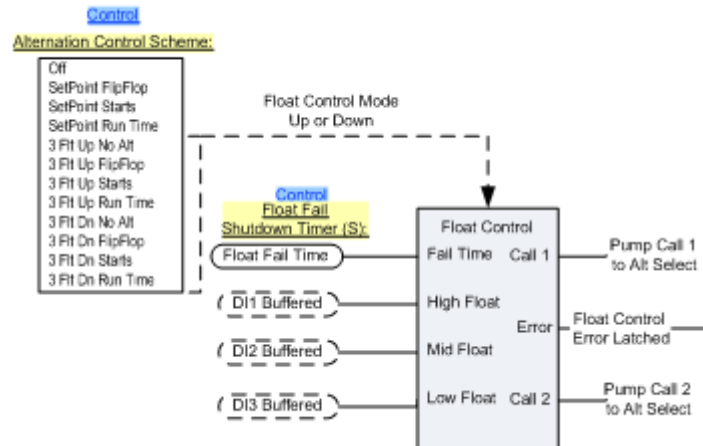 Control
Alternation Control Scheme:
Off
SetPoint FlipFlop
SetPoint Starts
SetPoint Run Time
3 Flt Up No Alt
3 Flt Up FlipFlop
3 Flt Up Starts
3 Flt Up Run Time
3 Flt Dn No Alt
3 Flt Dn FlipFlop
3 Flt Dn Starts
3 Flt Dn Run Time
Float Control Mode
Up or Down
Control
Float Fail
Shutdown Timer (S):
Float Fail Time
DI1 Buffered
DI2 Buffered
DI3 Buffered
Float Control
Fail Time Call 1
High Float
Error
Mid Float
Low Float Call 2
Pump Call 1
to Alt Select
Float Control
Error Latched
Pump Call 2
to Alt Select